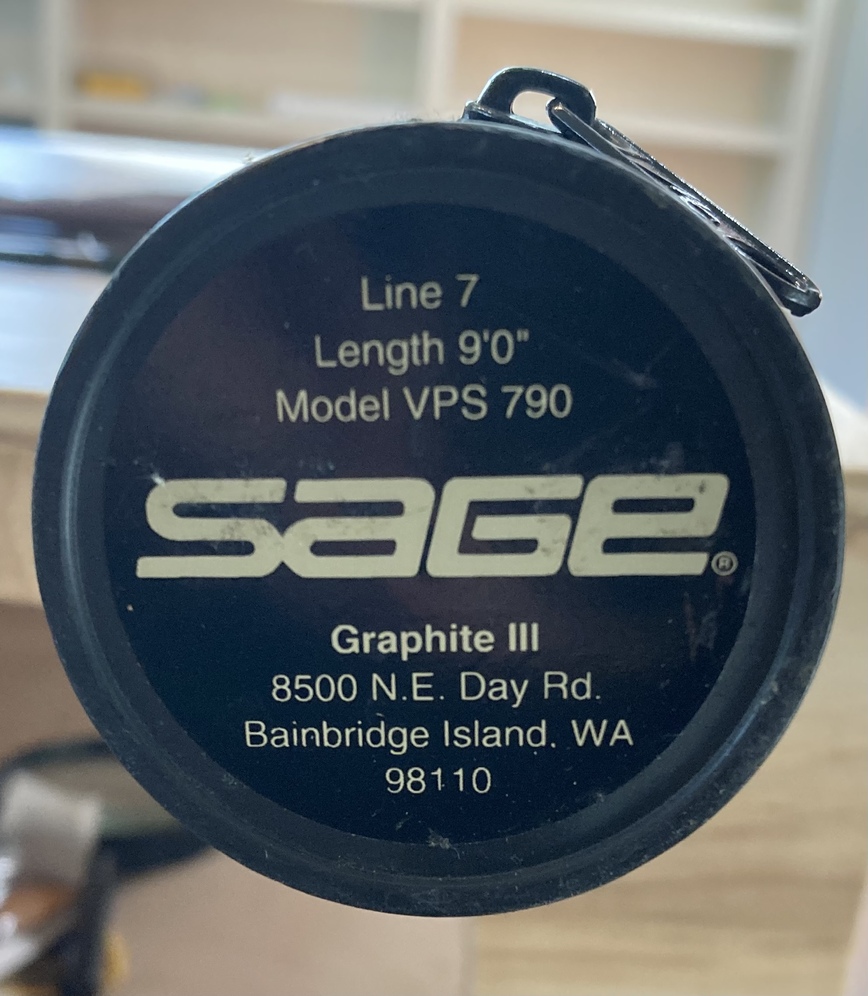 Line 7
Length 9'0"
Model VPS 790
SAGE®
Graphite III
8500 N.E. Day Rd.
Bainbridge Island, WA
98110